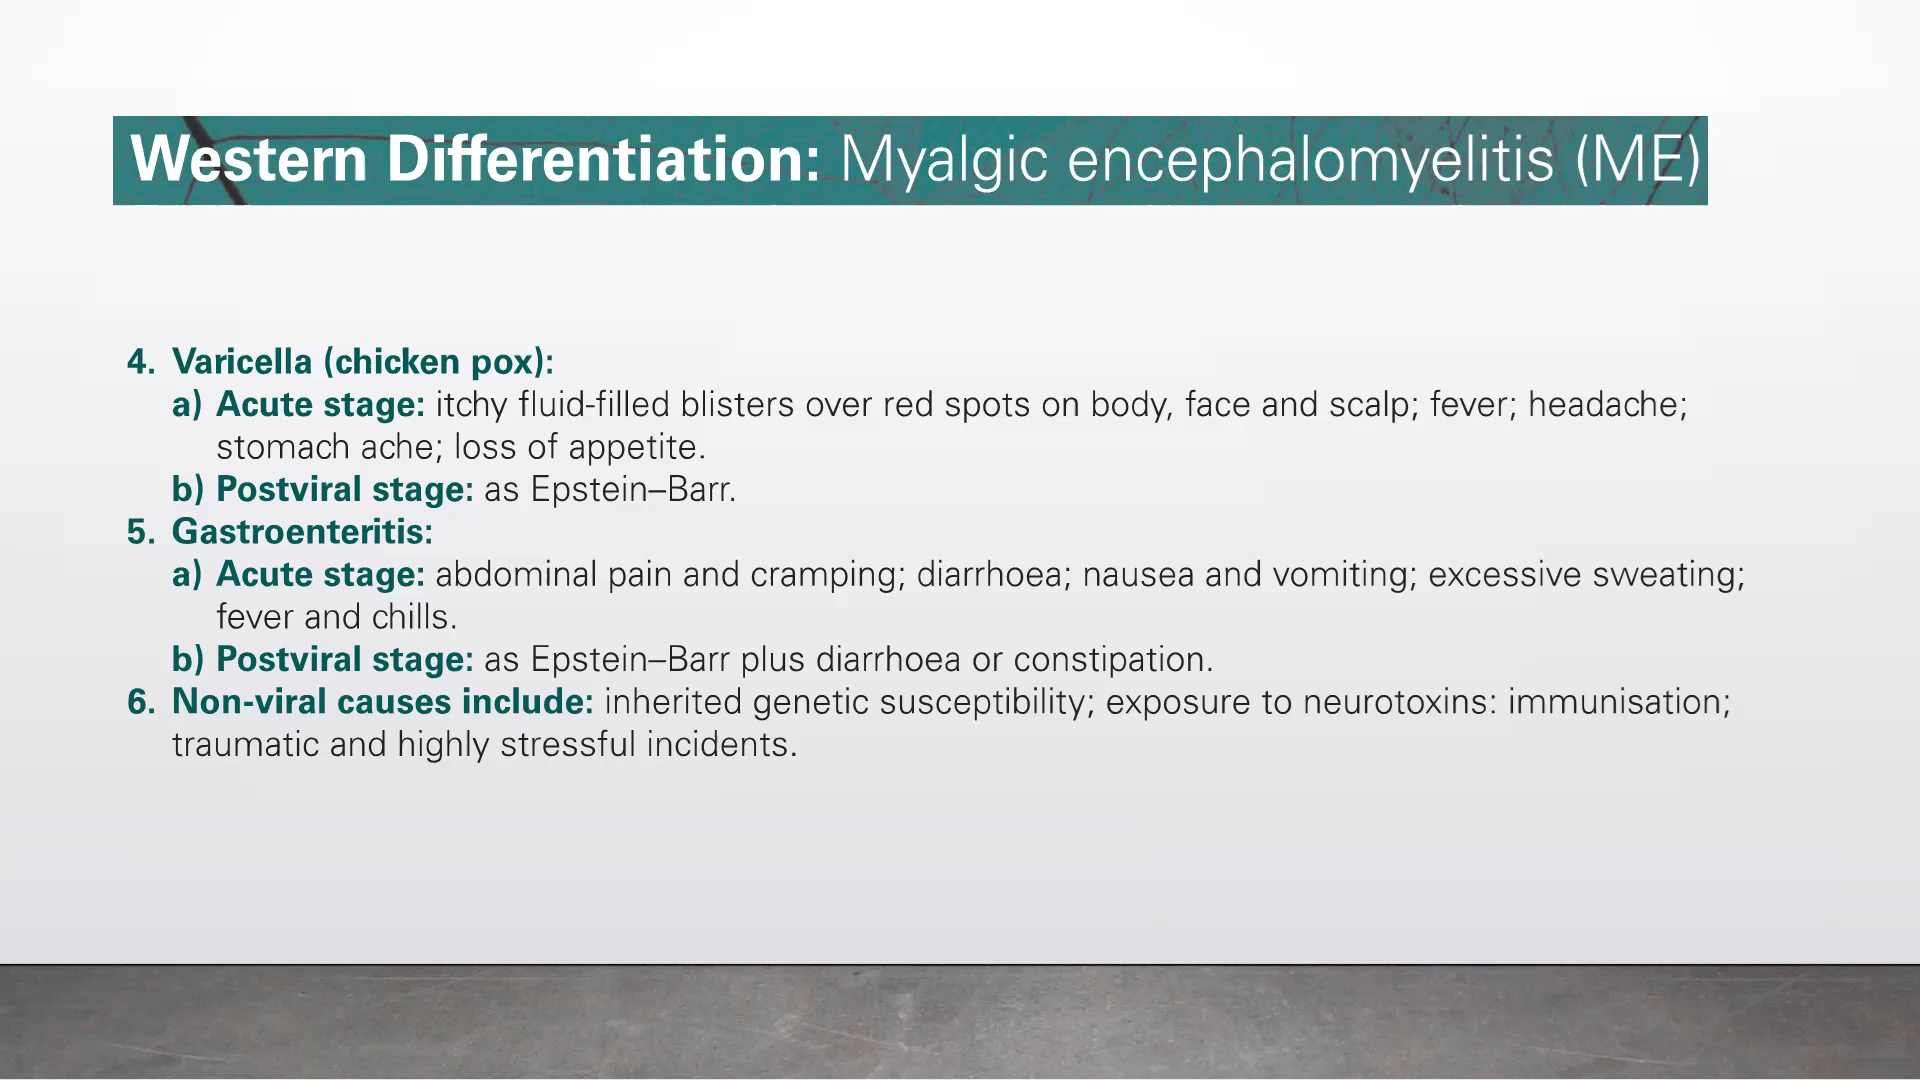 Western Differentiation: Myalgic encephalomyelitis (ME)
4. Varicella (chicken pox):
a) Acute stage: itchy fluid-filled blisters over red spots on body, face and scalp; fever; headache;
stomach ache; loss of appetite.
b) Postviral stage: as Epstein–Barr.
5. Gastroenteritis:
a) Acute stage: abdominal pain and cramping; diarrhoea; nausea and vomiting; excessive sweating;
fever and chills.
b) Postviral stage: as Epstein–Barr plus diarrhoea or constipation.
6. Non-viral causes include: inherited genetic susceptibility; exposure to neurotoxins: immunisation;
traumatic and highly stressful incidents.